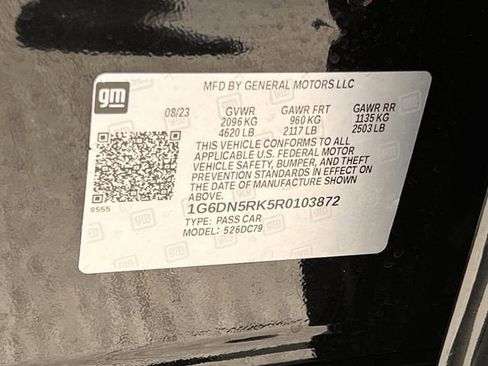 gm
MFD BY GENERAL MOTORS LLC
08/23 GVWR GAWR FRT GAWR RR
2096 KG 960 KG 1135 KG
4620 LB 2117 LB 2503 LB
THIS VEHICLE CONFORMS TO ALL
APPLICABLE U.S. FEDERAL MOTOR
VEHICLE SAFETY, BUMPER, AND THEFT
PREVENTION STANDARDS IN EFFECT ON
THE DATE OF MANUFACTURE SHOWN
ABOVE.
8555
1G6DN5RK5R0103872
TYPE: PASS CAR
MODEL: 526DC79